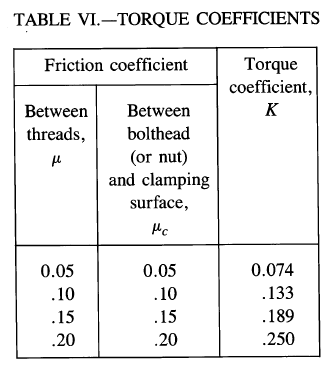 TABLE VI.—TORQUE COEFFICIENTS
Friction coefficient
Torque
coefficient,
K
Between
threads,
μ
Between
bolthead
(or nut)
and clamping
surface,
μc
0.05 0.05 0.074
.10 .10 .133
.15 .15 .189
.20 .20 .250